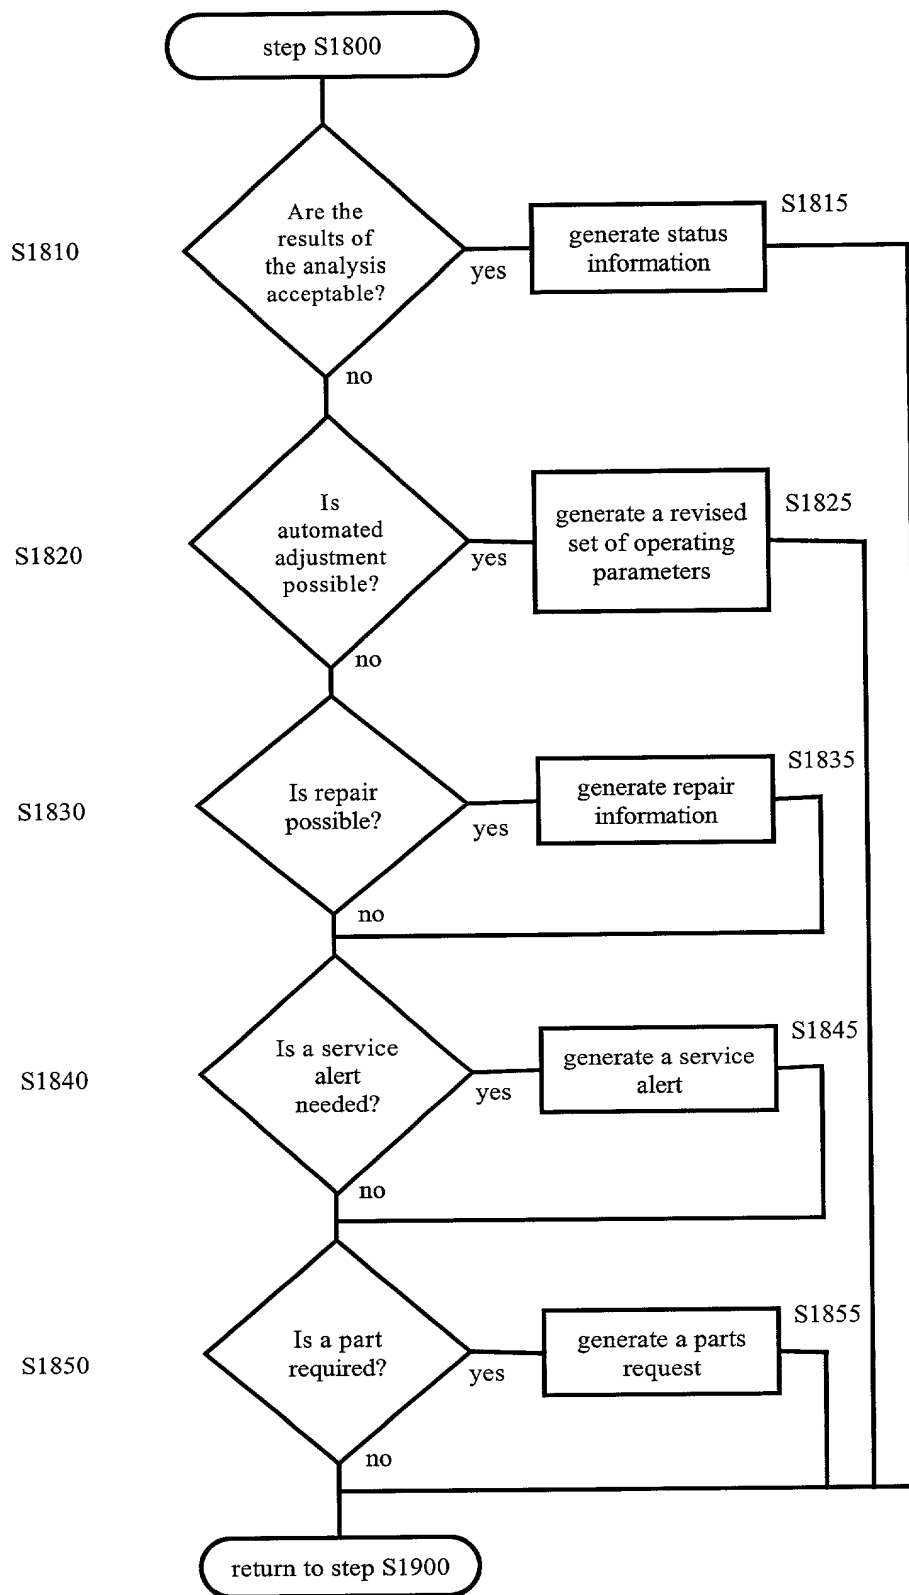 step S1800
S1810
Are the
results of
the analysis
acceptable?
yes
generate status
information
S1815
no
S1820
Is
automated
adjustment
possible?
yes
generate a revised
set of operating
parameters
S1825
no
S1830
Is repair
possible?
yes
generate repair
information
S1835
no
S1840
Is a service
alert
needed?
yes
generate a service
alert
S1845
no
S1850
Is a part
required?
yes
generate a parts
request
S1855
no
return to step S1900